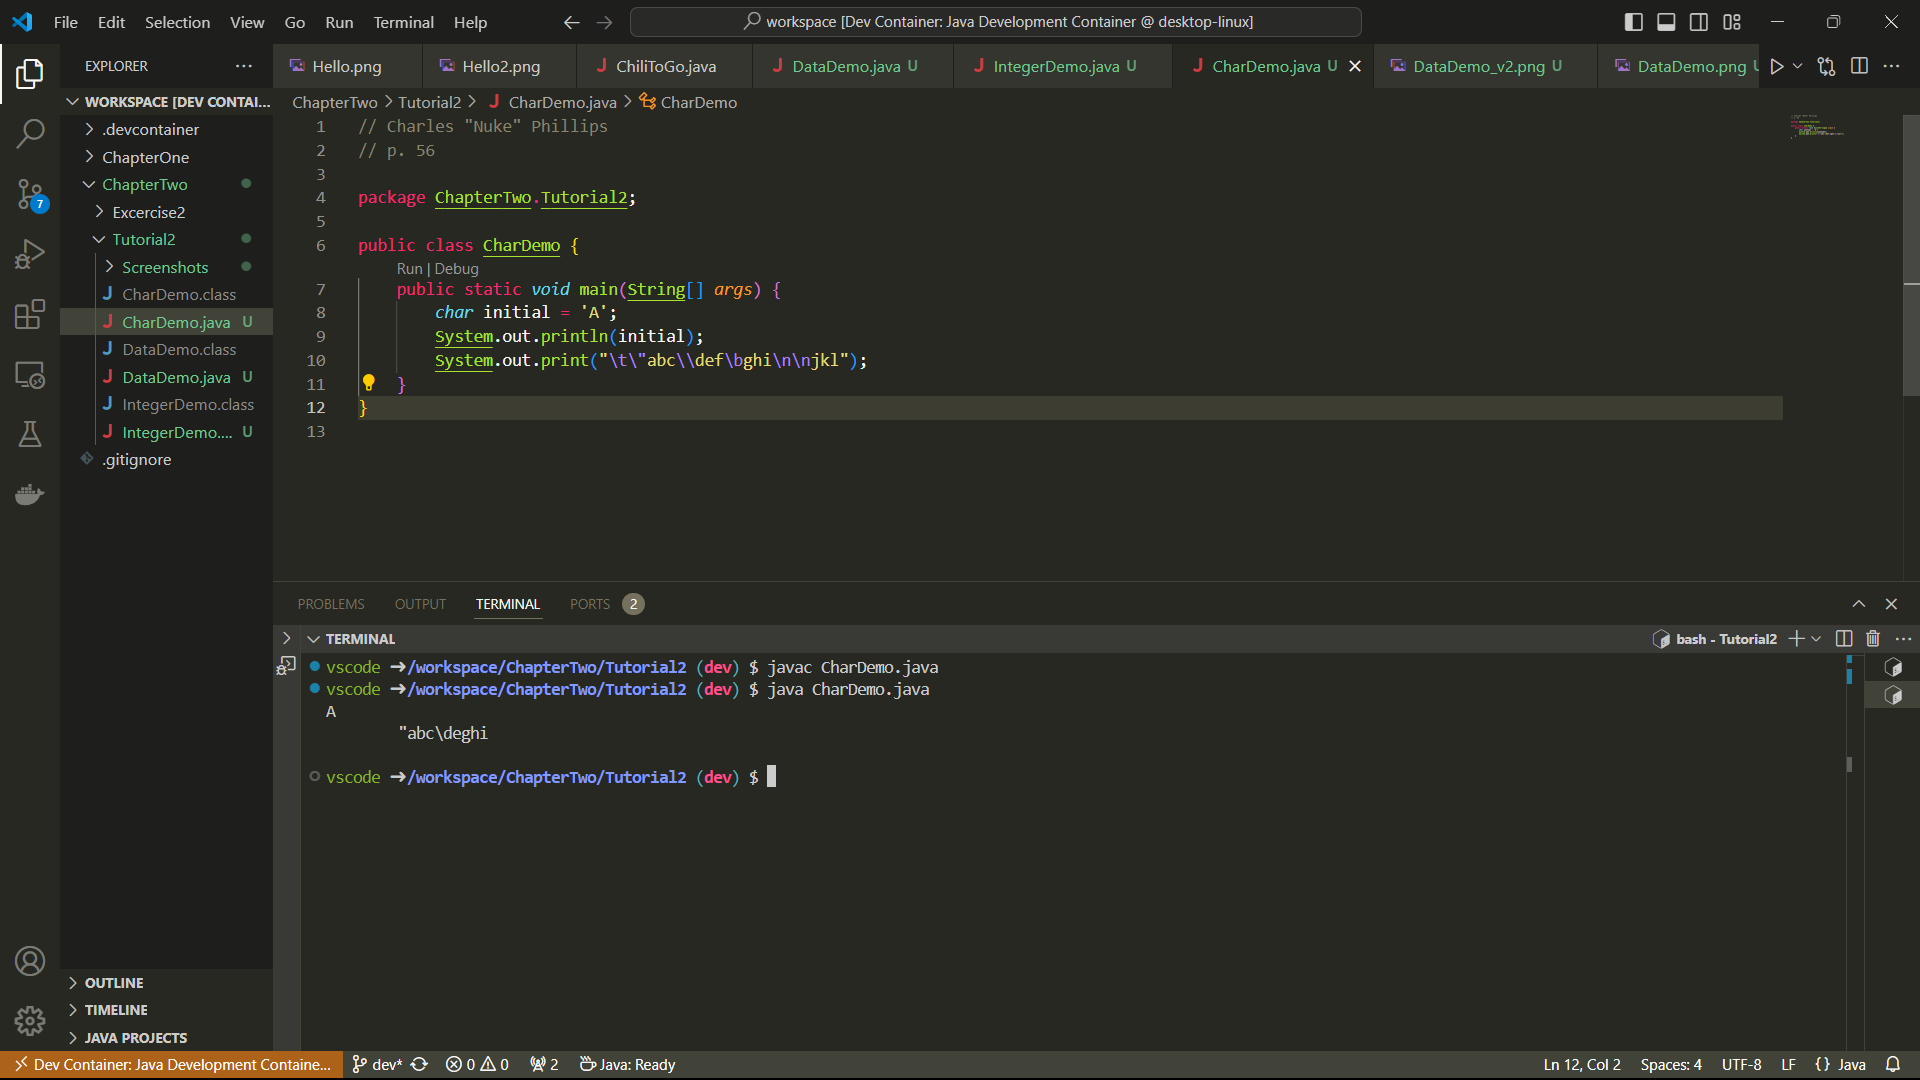 File Edit Selection View Go Run Terminal Help
workspace [Dev Container: Java Development Container @ desktop-linux]
EXPLORER
Hello.png
Hello2.png
ChiliToGo.java
DataDemo.java U
IntegerDemo.java U
CharDemo.java U
DataDemo_v2.png U
DataDemo.png U
WORKSPACE [DEV CONTAI...
.devcontainer
ChapterOne
ChapterTwo
Excercise2
Tutorial2
Screenshots
CharDemo.class
CharDemo.java U
DataDemo.class
DataDemo.java U
IntegerDemo.class
IntegerDemo.... U
.gitignore
7
OUTLINE
TIMELINE
JAVA PROJECTS
ChapterTwo > Tutorial2 > CharDemo.java > CharDemo
1 // Charles "Nuke" Phillips
2 // p. 56
3
4 package ChapterTwo.Tutorial2;
5
6 public class CharDemo {
Run | Debug
7 public static void main(String[] args) {
8 char initial = 'A';
9 System.out.println(initial);
10 System.out.print("\t\"abc\\def\bghi\n\njkl");
11 }
12 }
13
PROBLEMS OUTPUT TERMINAL PORTS 2
TERMINAL
bash - Tutorial2
vscode ➜/workspace/ChapterTwo/Tutorial2 (dev) $ javac CharDemo.java
vscode ➜/workspace/ChapterTwo/Tutorial2 (dev) $ java CharDemo.java
A
"abc\deghi
vscode ➜/workspace/ChapterTwo/Tutorial2 (dev) $
Dev Container: Java Development Containe... dev* 0 0 2 Java: Ready
Ln 12, Col 2 Spaces: 4 UTF-8 LF {} Java